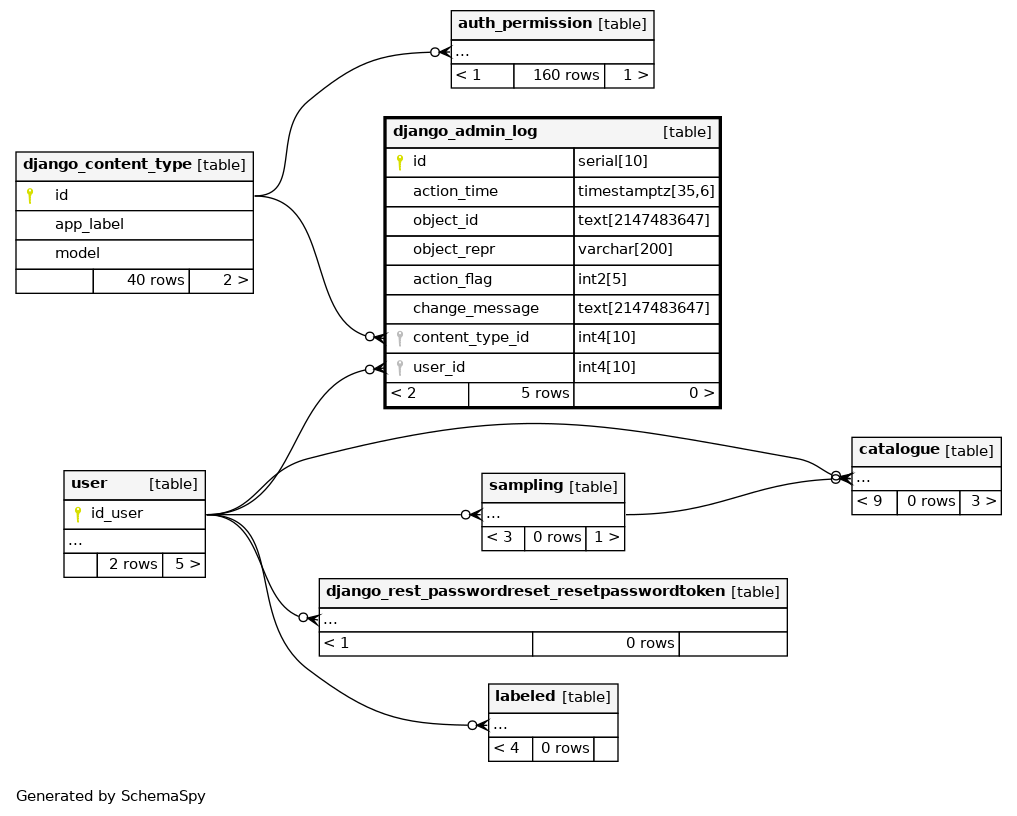 auth_permission [table]
...
< 1 160 rows 1 >
django_admin_log [table]
id serial[10]
action_time timestamptz[35,6]
object_id text[2147483647]
object_repr varchar[200]
action_flag int2[5]
change_message text[2147483647]
content_type_id int4[10]
user_id int4[10]
< 2 5 rows 0 >
django_content_type [table]
id
app_label
model
40 rows 2 >
catalogue [table]
...
< 9 0 rows 3 >
user [table]
id_user
...
2 rows 5 >
sampling [table]
...
< 3 0 rows 1 >
django_rest_passwordreset_resetpasswordtoken [table]
...
< 1 0 rows
labeled [table]
...
< 4 0 rows
Generated by SchemaSpy